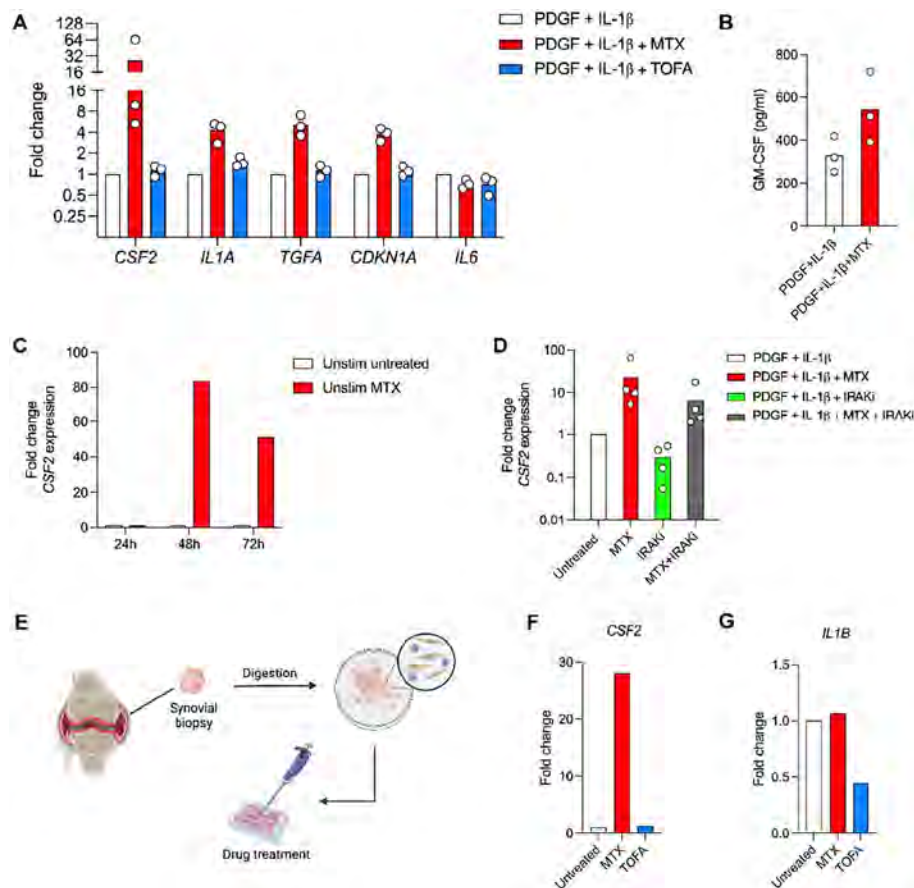 A
128
64
32
16
16
8
4
2
1
0.5
0.25
Fold change
CSF2 IL1A TGFA CDKN1A IL6
PDGF + IL-1β
PDGF + IL-1β + MTX
PDGF + IL-1β + TOFA
B
800
600
400
200
0
GM-CSF (pg/ml)
PDGF+IL-1β
PDGF+IL-1β+MTX
C
100
80
60
40
20
0
Fold change
CSF2 expression
24h 48h 72h
Unstim untreated
Unstim MTX
D
100
10
1
0.1
0.01
Fold change
CSF2 expression
Untreated
MTX
IRAKi
MTX+IRAKi
PDGF + IL-1β
PDGF + IL-1β + MTX
PDGF + IL-1β + IRAKi
PDGF + IL 1β + MTX + IRAKi
E
Synovial
biopsy
Digestion
Drug treatment
F
CSF2
30
20
10
0
Fold change
Untreated
MTX
TOFA
G
IL1B
1.5
1.0
0.5
0.0
Fold change
Untreated
MTX
TOFA